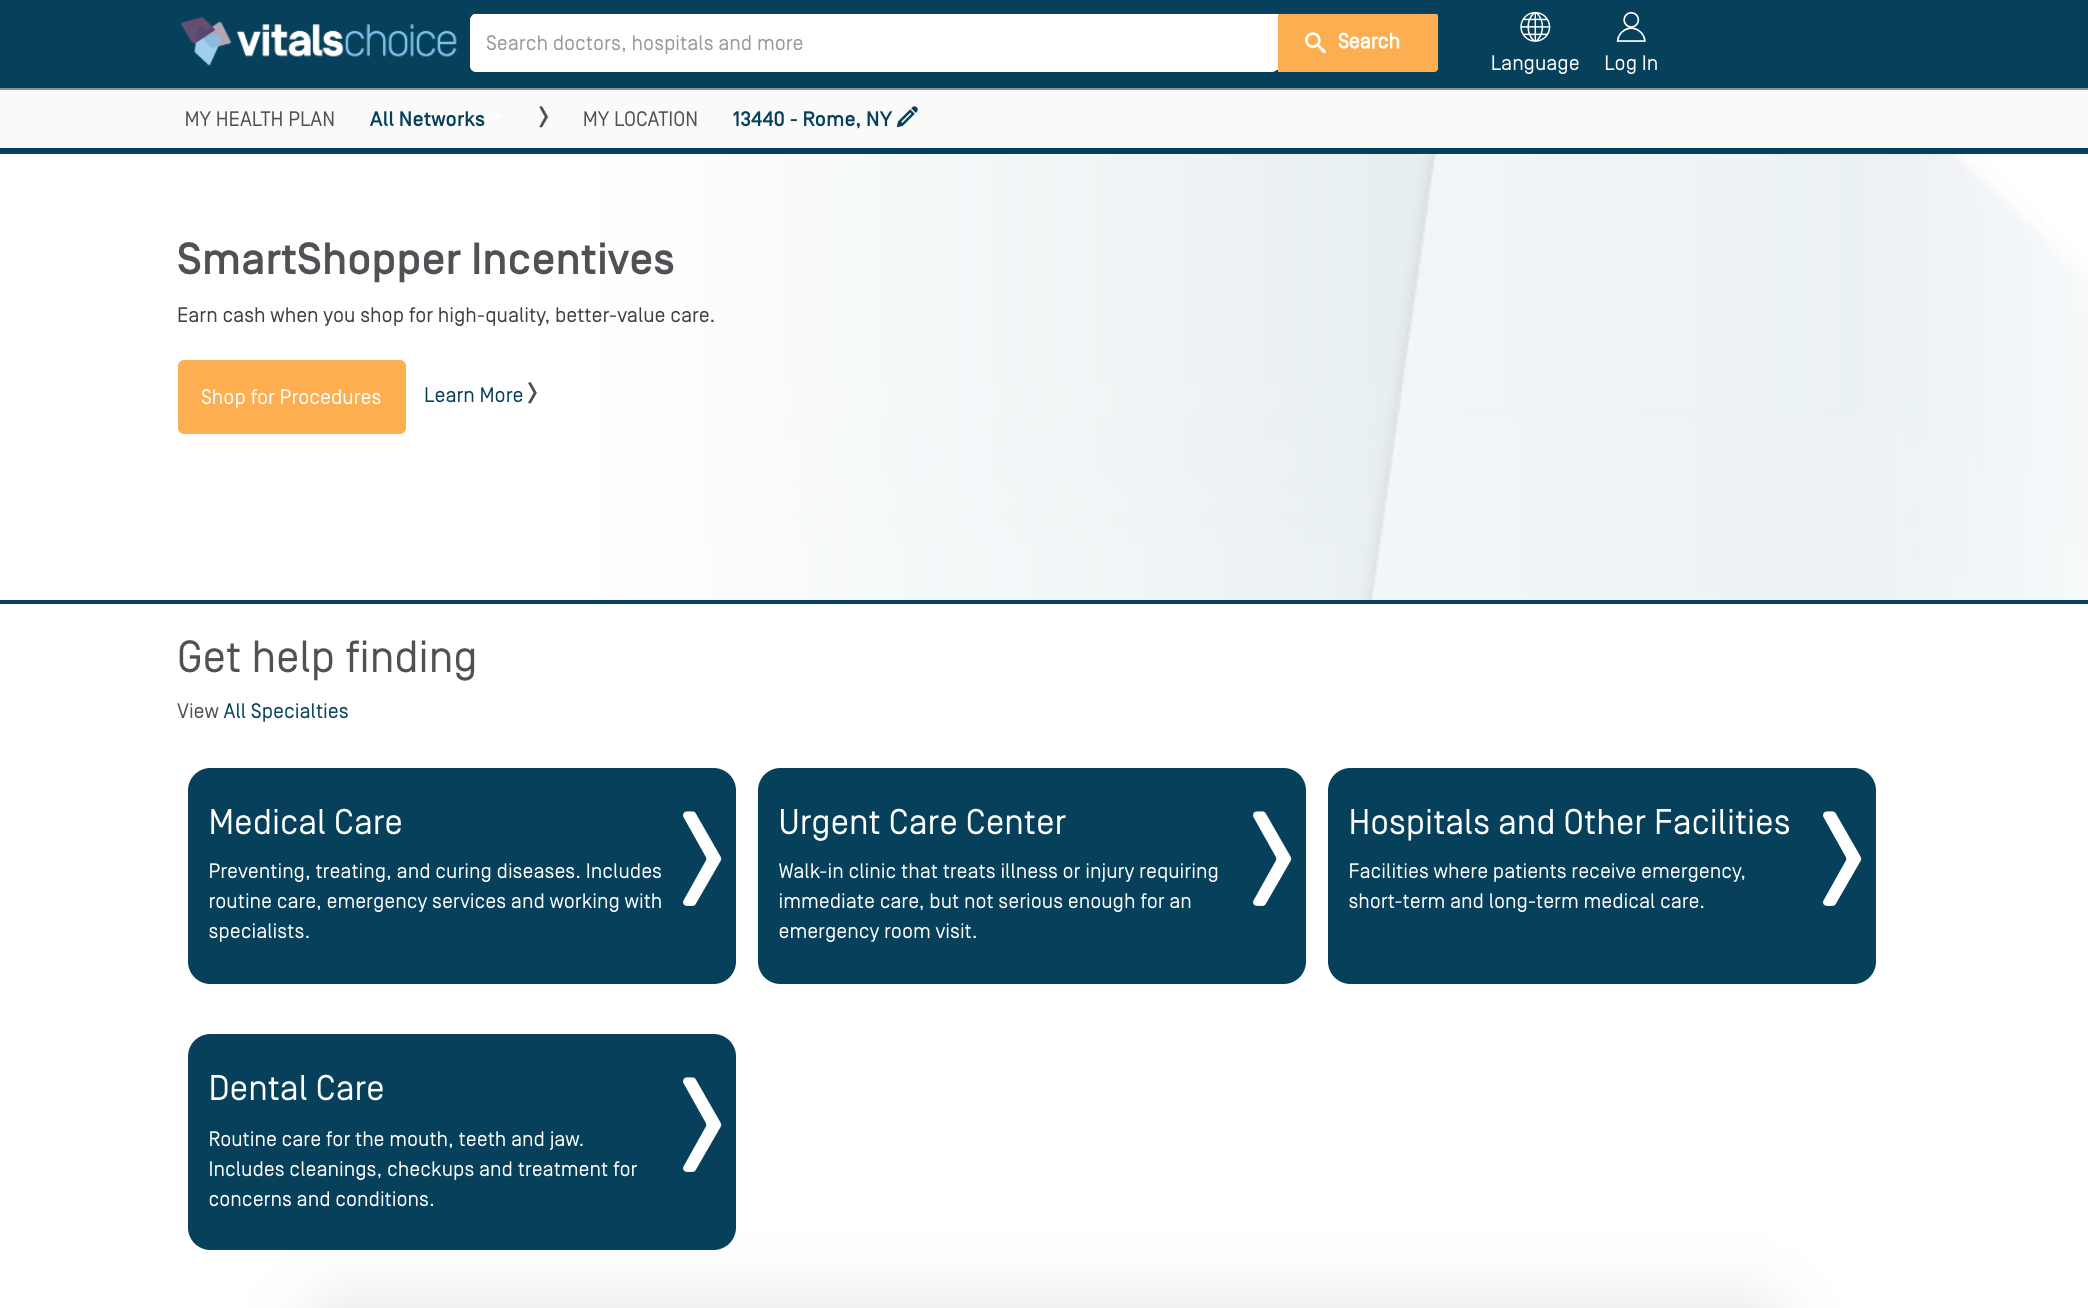 vitalschoice
Search doctors, hospitals and more
Search
Language
Log In
MY HEALTH PLAN
All Networks
MY LOCATION
13440 - Rome, NY
SmartShopper Incentives
Earn cash when you shop for high-quality, better-value care.
Shop for Procedures
Learn More
Get help finding
View All Specialties
Medical Care
Preventing, treating, and curing diseases. Includes
routine care, emergency services and working with
specialists.
Urgent Care Center
Walk-in clinic that treats illness or injury requiring
immediate care, but not serious enough for an
emergency room visit.
Hospitals and Other Facilities
Facilities where patients receive emergency,
short-term and long-term medical care.
Dental Care
Routine care for the mouth, teeth and jaw.
Includes cleanings, checkups and treatment for
concerns and conditions.